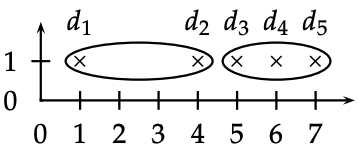 d₁ d₂ d₃ d₄ d₅
1 × × × × ×
0
0 1 2 3 4 5 6 7